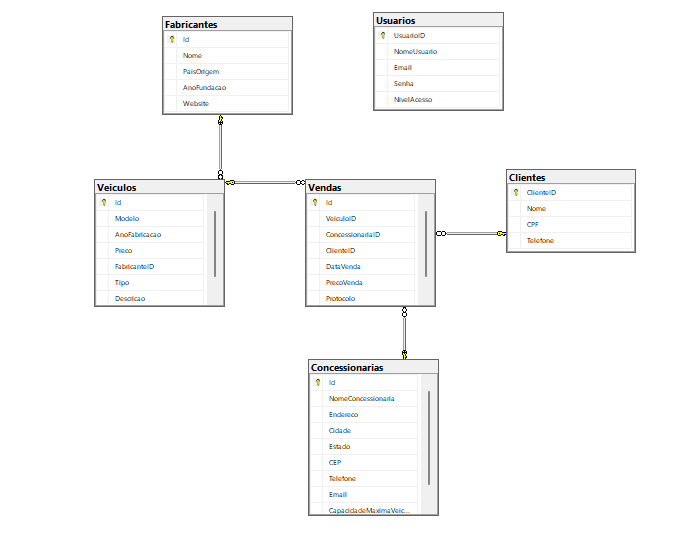 Fabricantes
Id
Nome
PaisOrigem
AnoFundacao
Website
Usuarios
UsuarioID
NomeUsuario
Email
Senha
NivelAcesso
Veiculos
Id
Modelo
AnoFabricacao
Preco
FabricanteID
Tipo
Descricao
Vendas
Id
VeiculoID
ConcessionariaID
ClienteID
DataVenda
PrecoVenda
Protocolo
Clientes
ClienteID
Nome
CPF
Telefone
Concessionarias
Id
NomeConcessionaria
Endereco
Cidade
Estado
CEP
Telefone
Email
CapacidadeMaximaVeic...